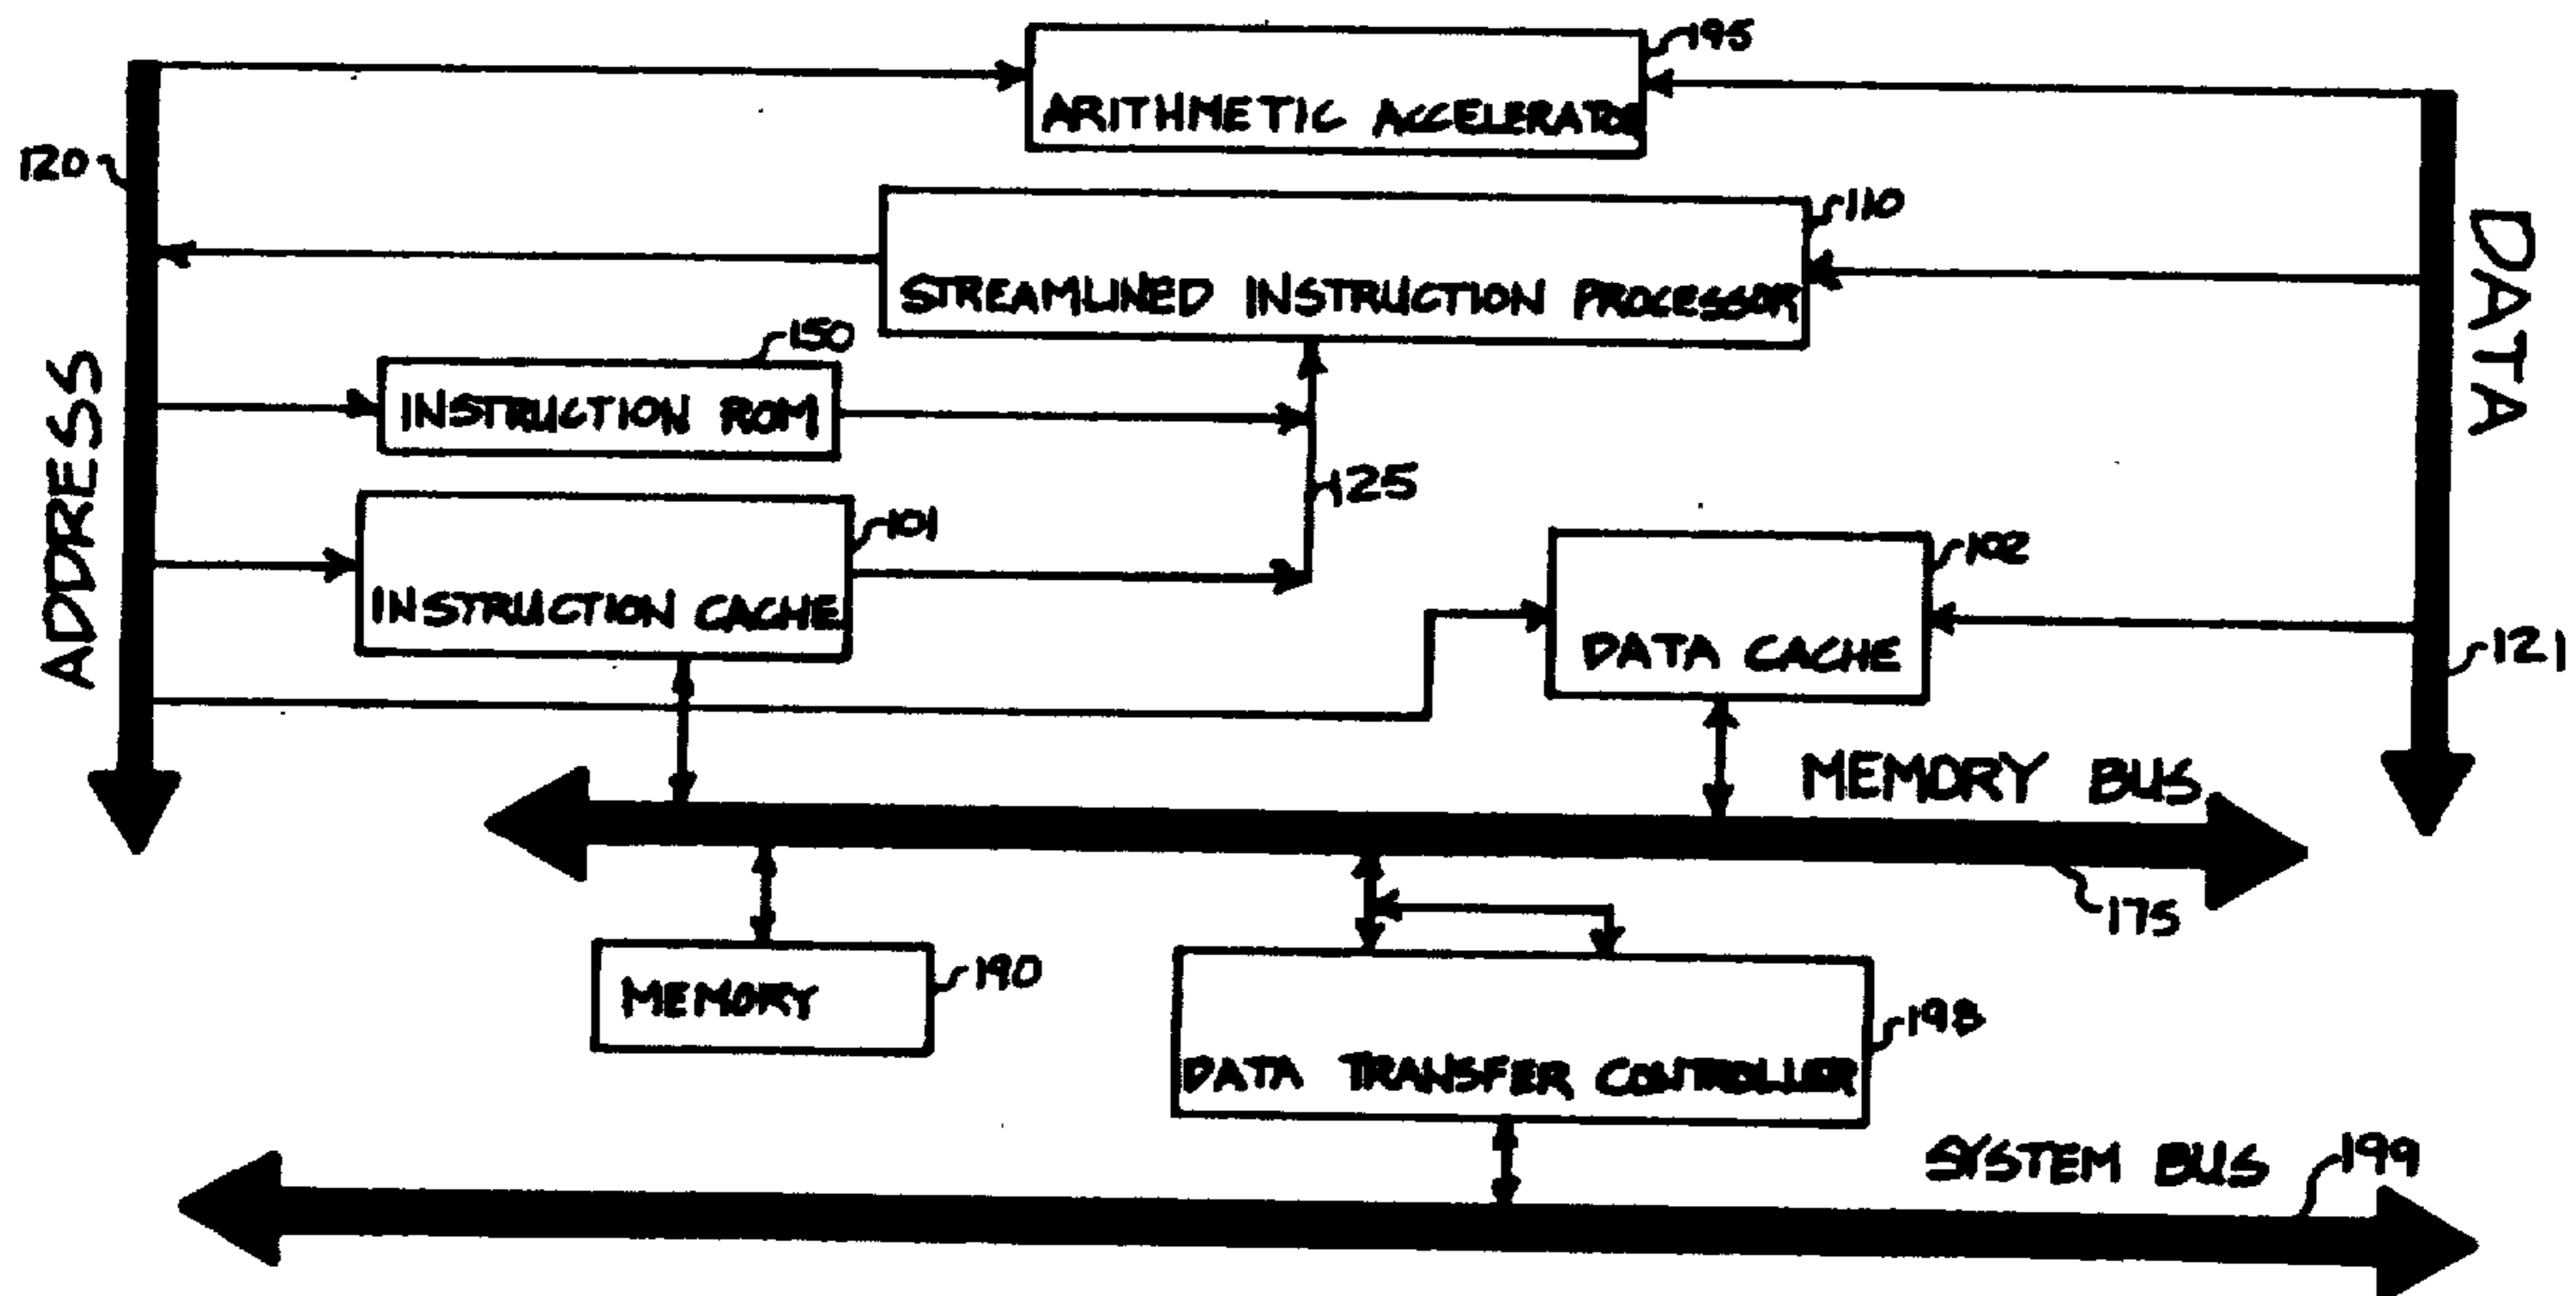 195
ARITHMETIC ACCELERATOR
120
110
STREAMLINED INSTRUCTION PROCESSOR
DATA
150
INSTRUCTION ROM
ADDRESS
125
101
INSTRUCTION CACHE
102
DATA CACHE
121
MEMORY BUS
175
MEMORY
190
198
DATA TRANSFER CONTROLLER
SYSTEM BUS
199